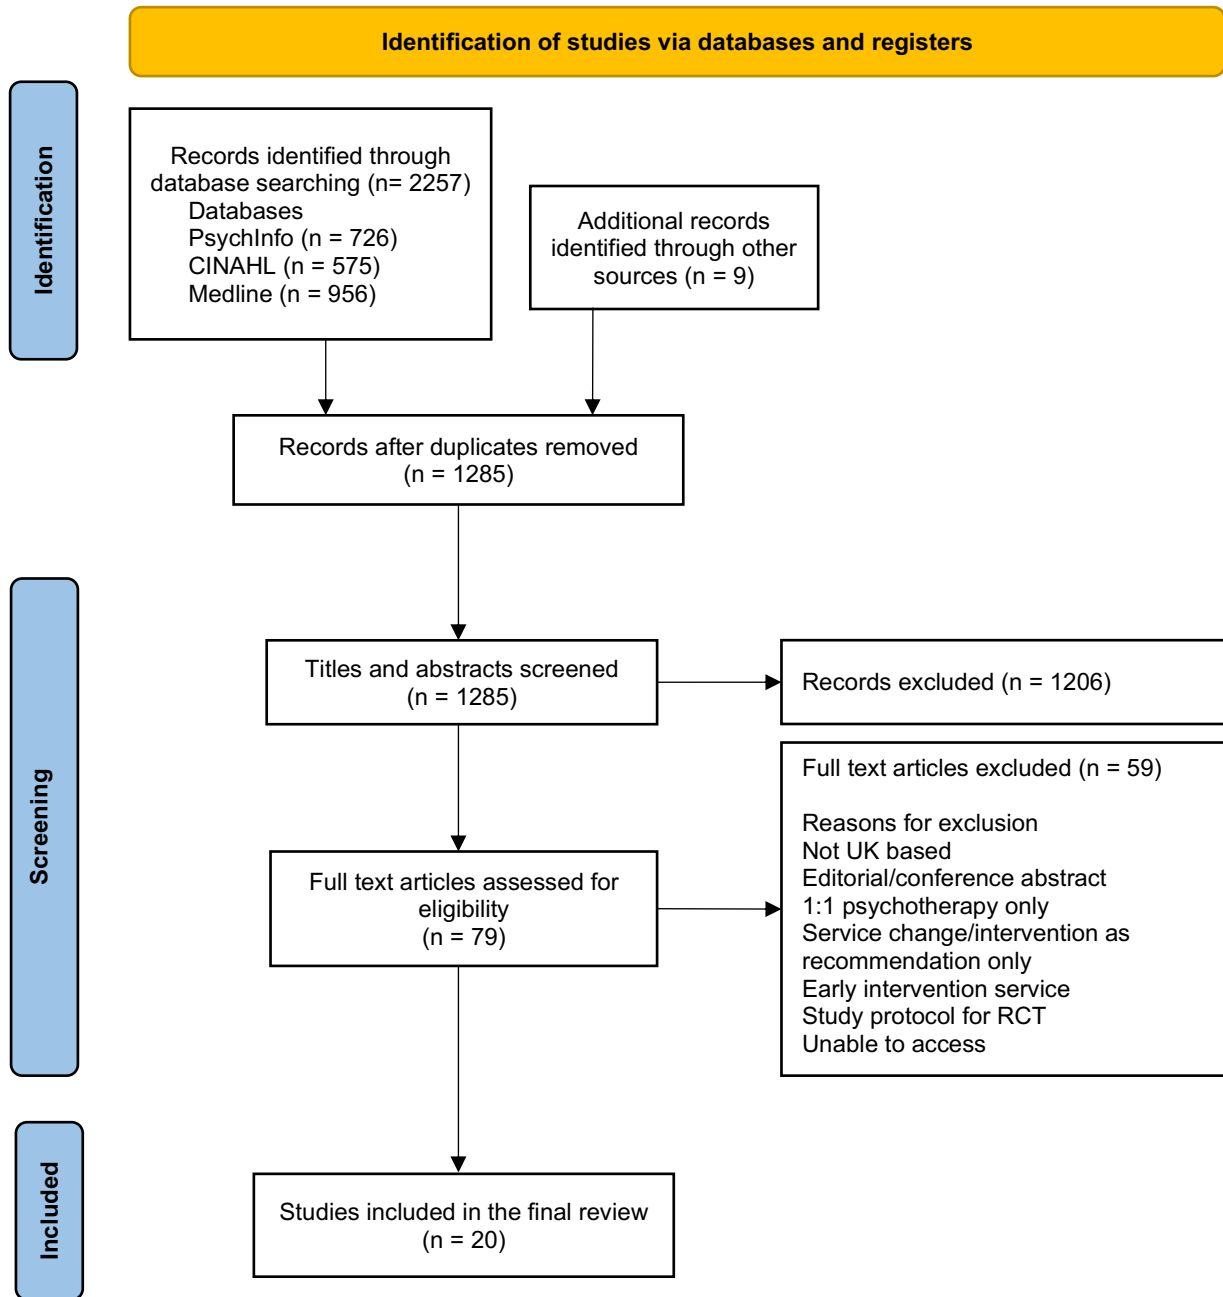 Identification of studies via databases and registers
Identification
Records identified through
database searching (n= 2257)
Databases
PsychInfo (n = 726)
CINAHL (n = 575)
Medline (n = 956)
Additional records
identified through other
sources (n = 9)
Records after duplicates removed
(n = 1285)
Screening
Titles and abstracts screened
(n = 1285)
Records excluded (n = 1206)
Full text articles assessed for
eligibility
(n = 79)
Full text articles excluded (n = 59)
Reasons for exclusion
Not UK based
Editorial/conference abstract
1:1 psychotherapy only
Service change/intervention as
recommendation only
Early intervention service
Study protocol for RCT
Unable to access
Included
Studies included in the final review
(n = 20)